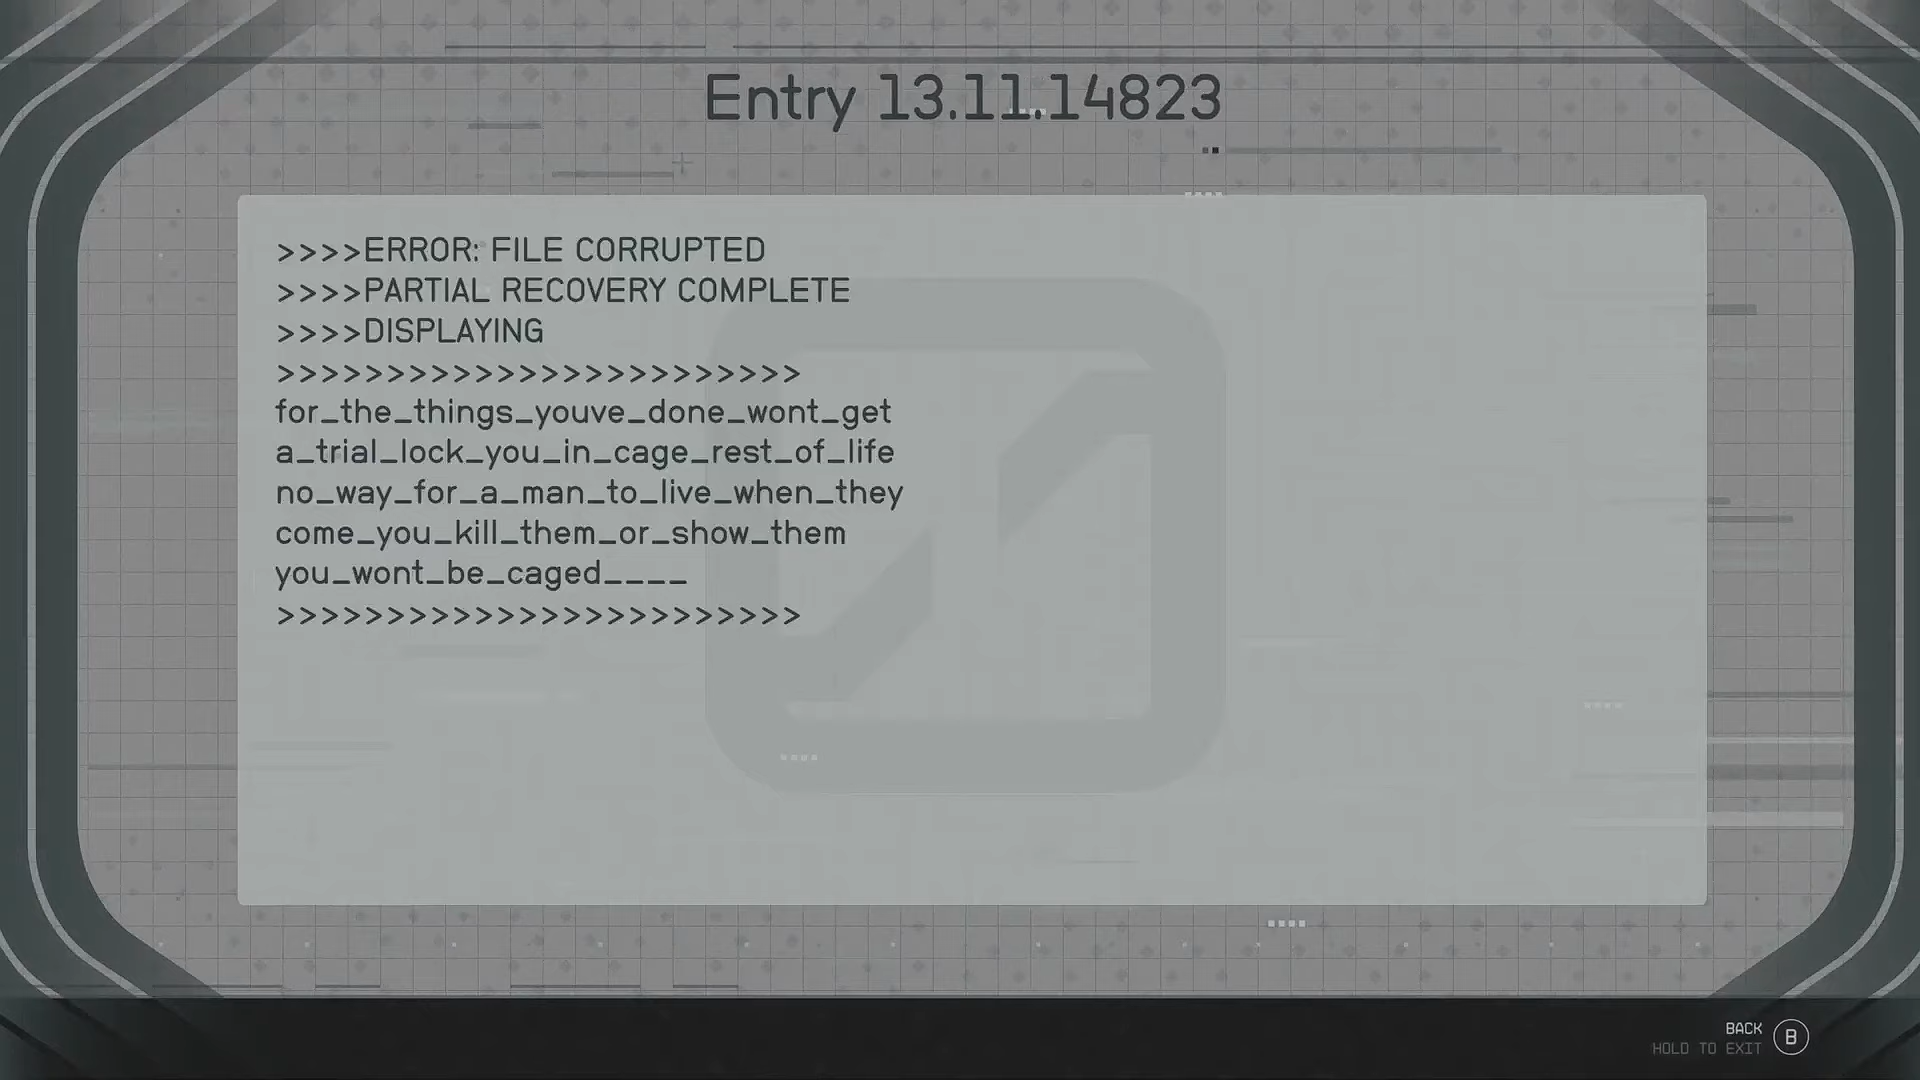 Entry 13.11.14823
>>>>ERROR: FILE CORRUPTED
>>>>PARTIAL RECOVERY COMPLETE
>>>>DISPLAYING
>>>>>>>>>>>>>>>>>>>>>>>>
for_the_things_youve_done_wont_get
a_trial_lock_you_in_cage_rest_of_life
no_way_for_a_man_to_live_when_they
come_you_kill_them_or_show_them
you_wont_be_caged____
>>>>>>>>>>>>>>>>>>>>>>>>
BACK
HOLD TO EXIT
B